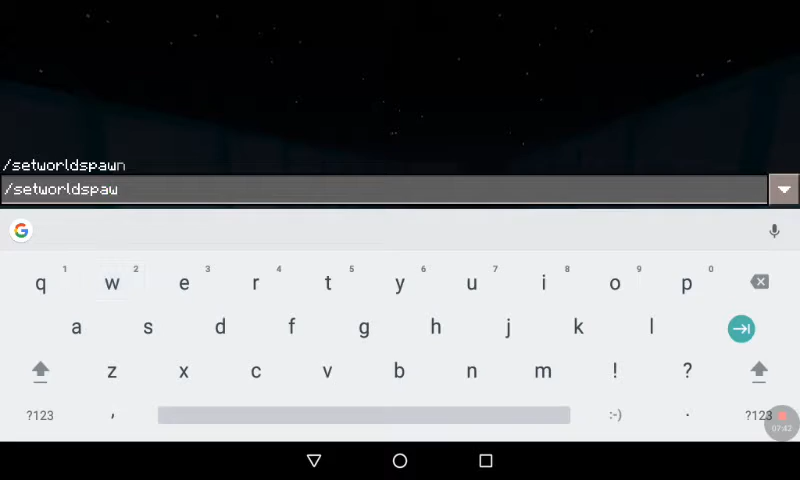 /setworldspawn
/setworldspaw
G
q 1 w 2 e 3 r 4 t 5 y 6 u 7 i 8 o 9 p 0
a s d f g h j k l
z x c v b n m ! ?
?123 , :-) . ?123
07:42